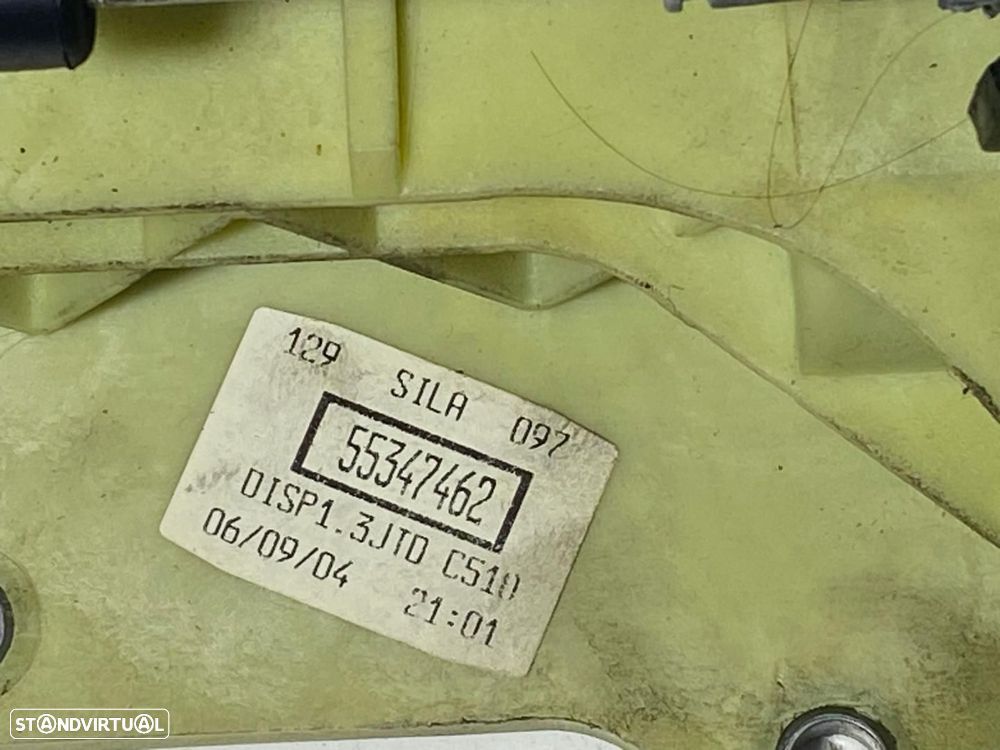 129 SILA 097
55347462
DISP1.3JTD C510
06/09/04 21:01
STANDVIRTUAL